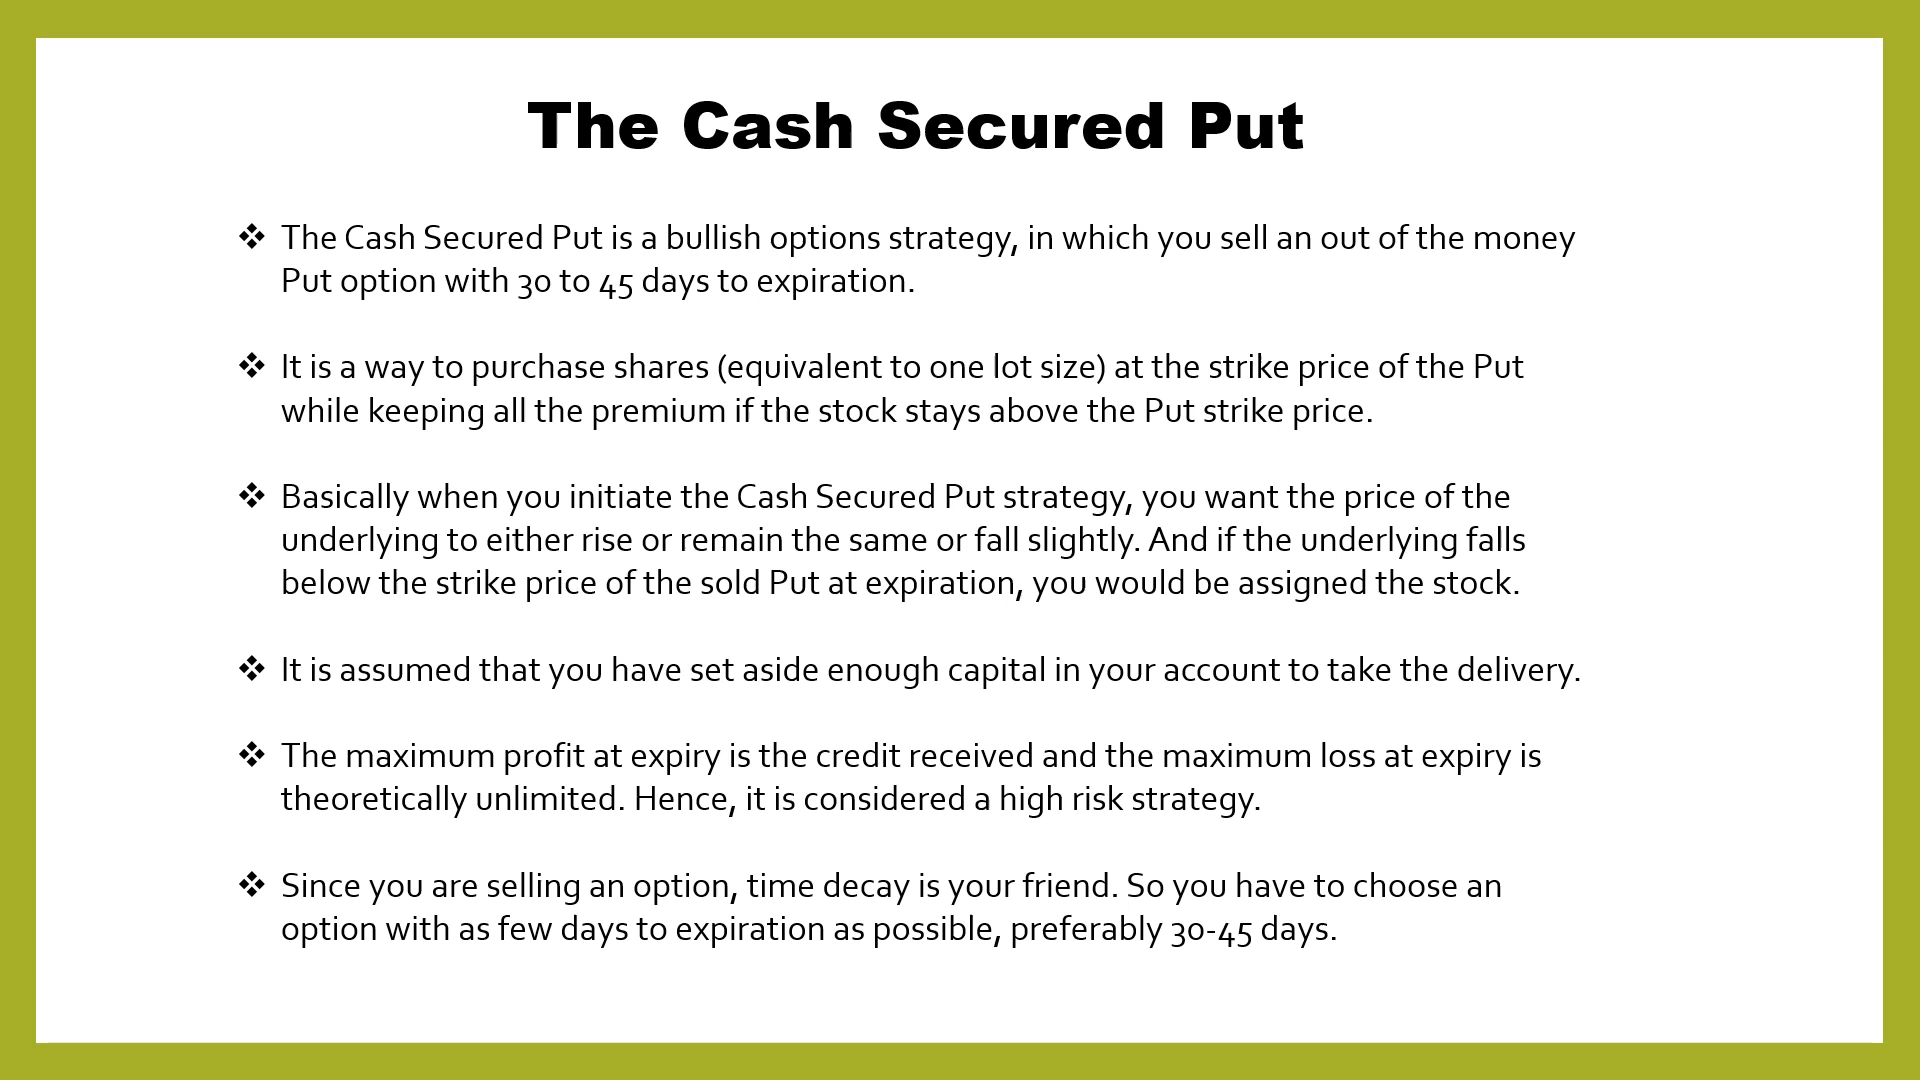 The Cash Secured Put
❖ The Cash Secured Put is a bullish options strategy, in which you sell an out of the money
Put option with 30 to 45 days to expiration.
❖ It is a way to purchase shares (equivalent to one lot size) at the strike price of the Put
while keeping all the premium if the stock stays above the Put strike price.
❖ Basically when you initiate the Cash Secured Put strategy, you want the price of the
underlying to either rise or remain the same or fall slightly. And if the underlying falls
below the strike price of the sold Put at expiration, you would be assigned the stock.
❖ It is assumed that you have set aside enough capital in your account to take the delivery.
❖ The maximum profit at expiry is the credit received and the maximum loss at expiry is
theoretically unlimited. Hence, it is considered a high risk strategy.
❖ Since you are selling an option, time decay is your friend. So you have to choose an
option with as few days to expiration as possible, preferably 30-45 days.